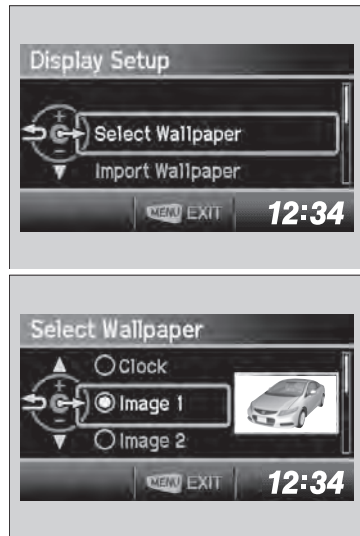 Display Setup
+
Select Wallpaper
Import Wallpaper
MENU EXIT
12:34
Select Wallpaper
Clock
+
Image 1
−
Image 2
MENU EXIT
12:34